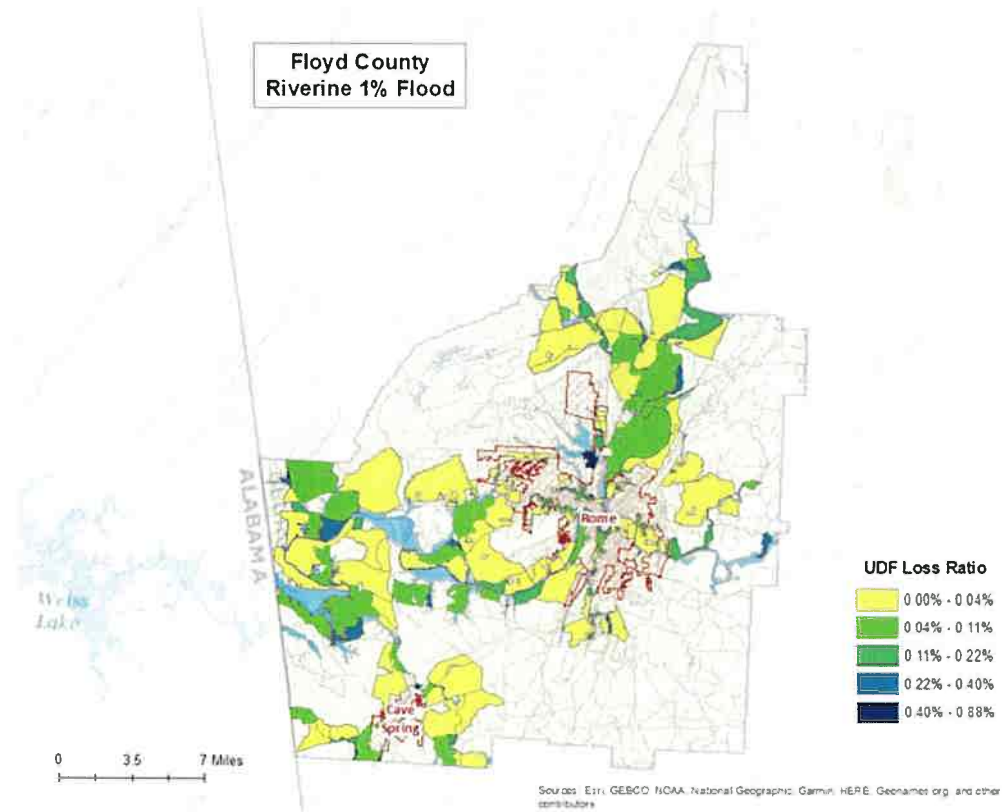 Floyd County
Riverine 1% Flood
ALABAMA
Rome
Weiss
Lake
Cave
Spring
UDF Loss Ratio
0.00% - 0.04%
0.04% - 0.11%
0.11% - 0.22%
0.22% - 0.40%
0.40% - 0.88%
0 3.5 7 Miles
Sources: Esri, GEBCO, NOAA, National Geographic, Garmin, HERE, Geonames.org, and other
contributors